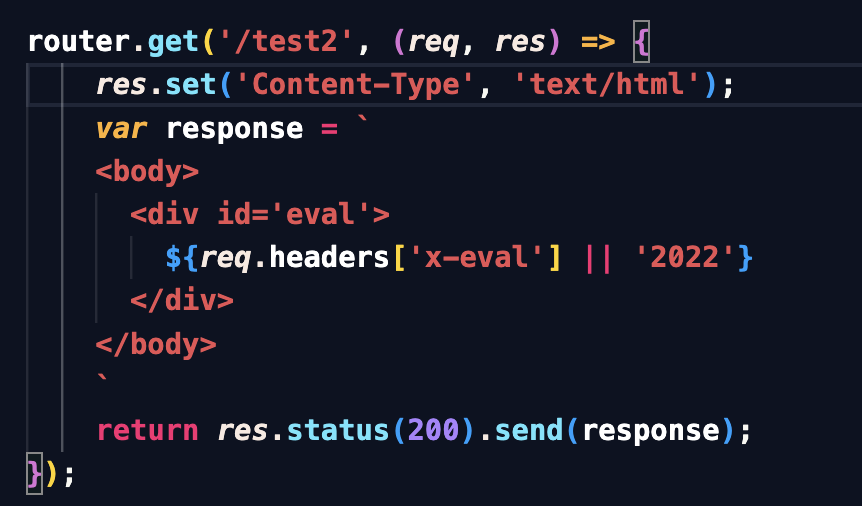 router.get('/test2', (req, res) => {
res.set('Content-Type', 'text/html');
var response = `
<body>
<div id='eval'>
${req.headers['x-eval'] || '2022'}
</div>
</body>
`
return res.status(200).send(response);
});